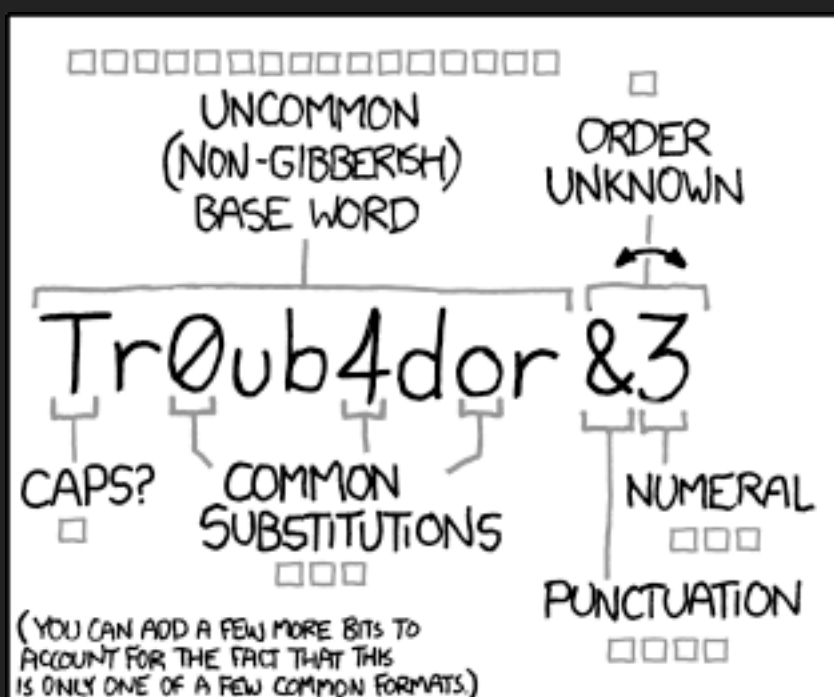 UNCOMMON
(NON-GIBBERISH)
BASE WORD
ORDER
UNKNOWN
Tr0ub4dor &3
CAPS?
COMMON
SUBSTITUTIONS
NUMERAL
PUNCTUATION
(YOU CAN ADD A FEW MORE BITS TO
ACCOUNT FOR THE FACT THAT THIS
IS ONLY ONE OF A FEW COMMON FORMATS.)